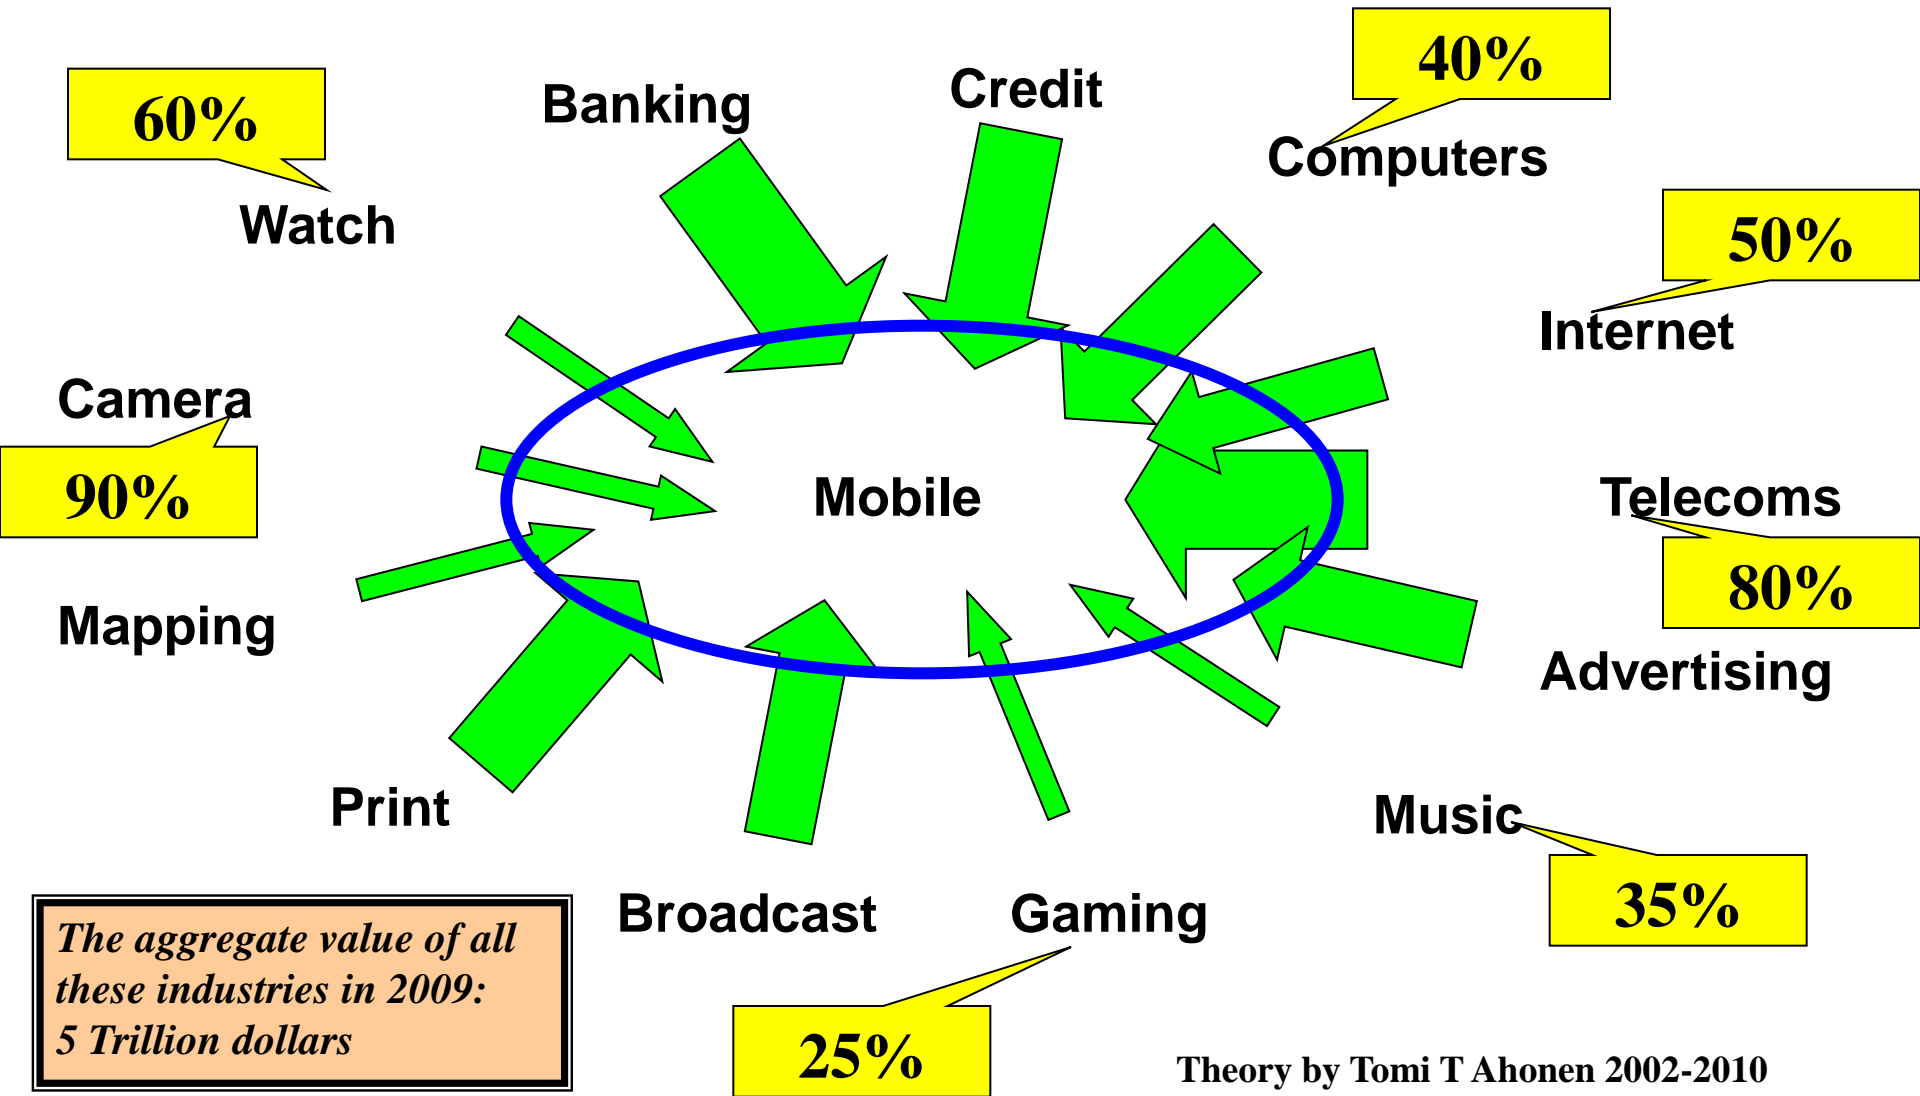 40%
60%
Banking
Credit
Computers
Watch
50%
Internet
Camera
90%
Mobile
Telecoms
80%
Mapping
Advertising
Print
Music
35%
Broadcast
Gaming
The aggregate value of all
these industries in 2009:
5 Trillion dollars
25%
Theory by Tomi T Ahonen 2002-2010